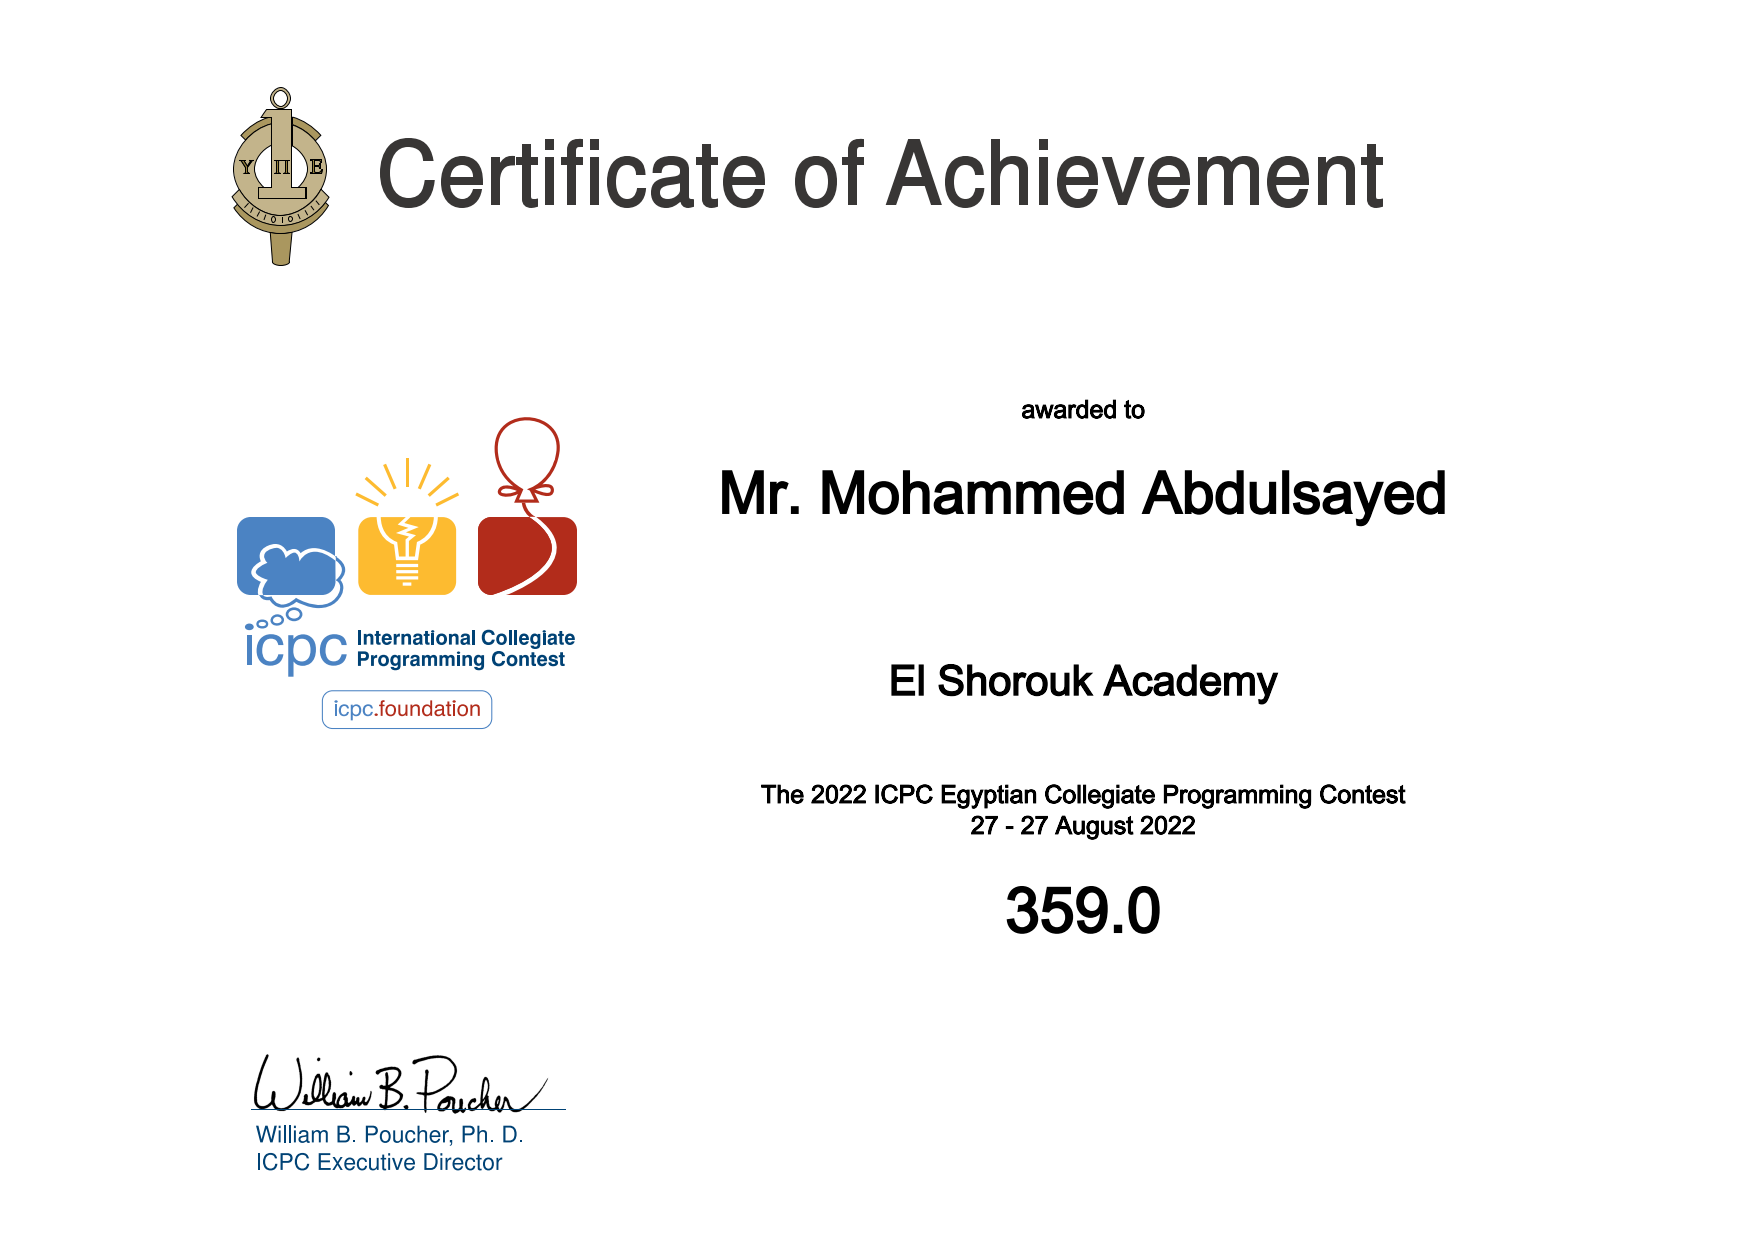 Υ Π Ε
Certificate of Achievement
awarded to
Mr. Mohammed Abdulsayed
icpc International Collegiate
Programming Contest
icpc.foundation
El Shorouk Academy
The 2022 ICPC Egyptian Collegiate Programming Contest
27 - 27 August 2022
359.0
William B. Poucher
William B. Poucher, Ph. D.
ICPC Executive Director